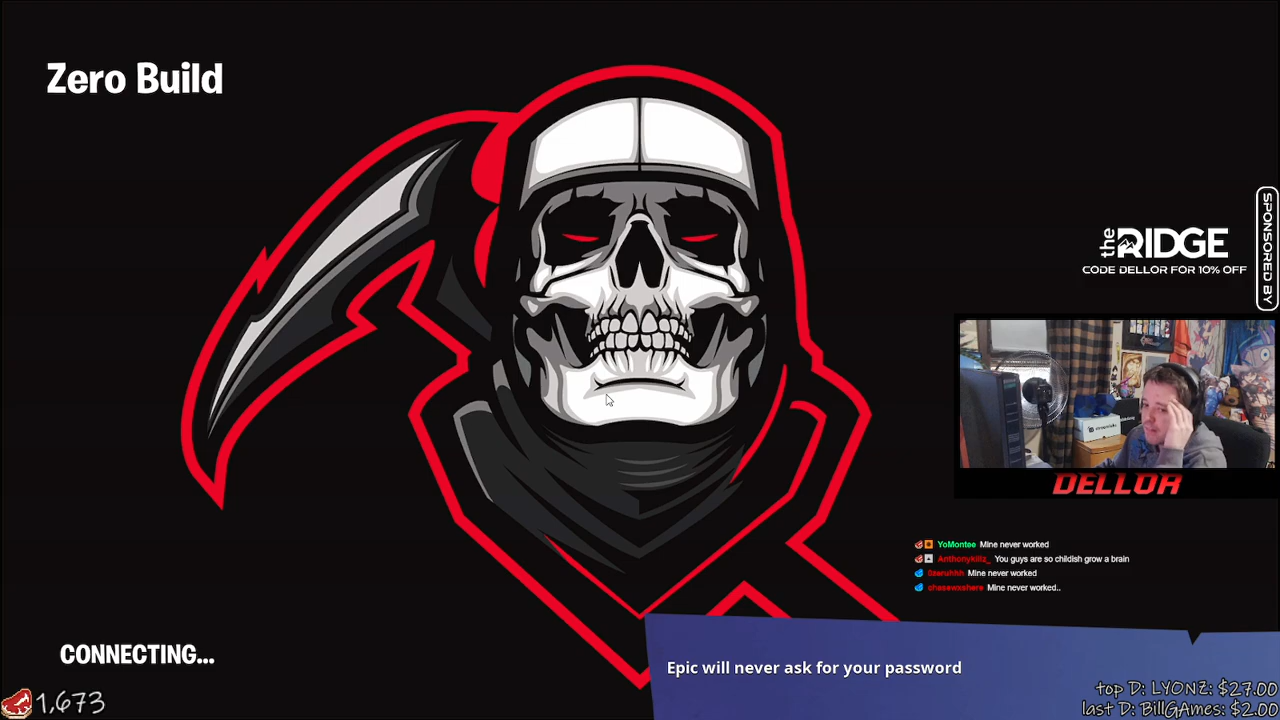 Zero Build
SPONSORED BY
the RIDGE
CODE DELLOR FOR 10% OFF
DELLOR
YoMontee Mine never worked
Anthonykillz_ You guys are so childish grow a brain
0zeruhhh Mine never worked
chasewxshere Mine never worked..
CONNECTING...
Epic will never ask for your password
1,673
top D: LYONZ: $27.00
last D: BillGAmes: $2.00